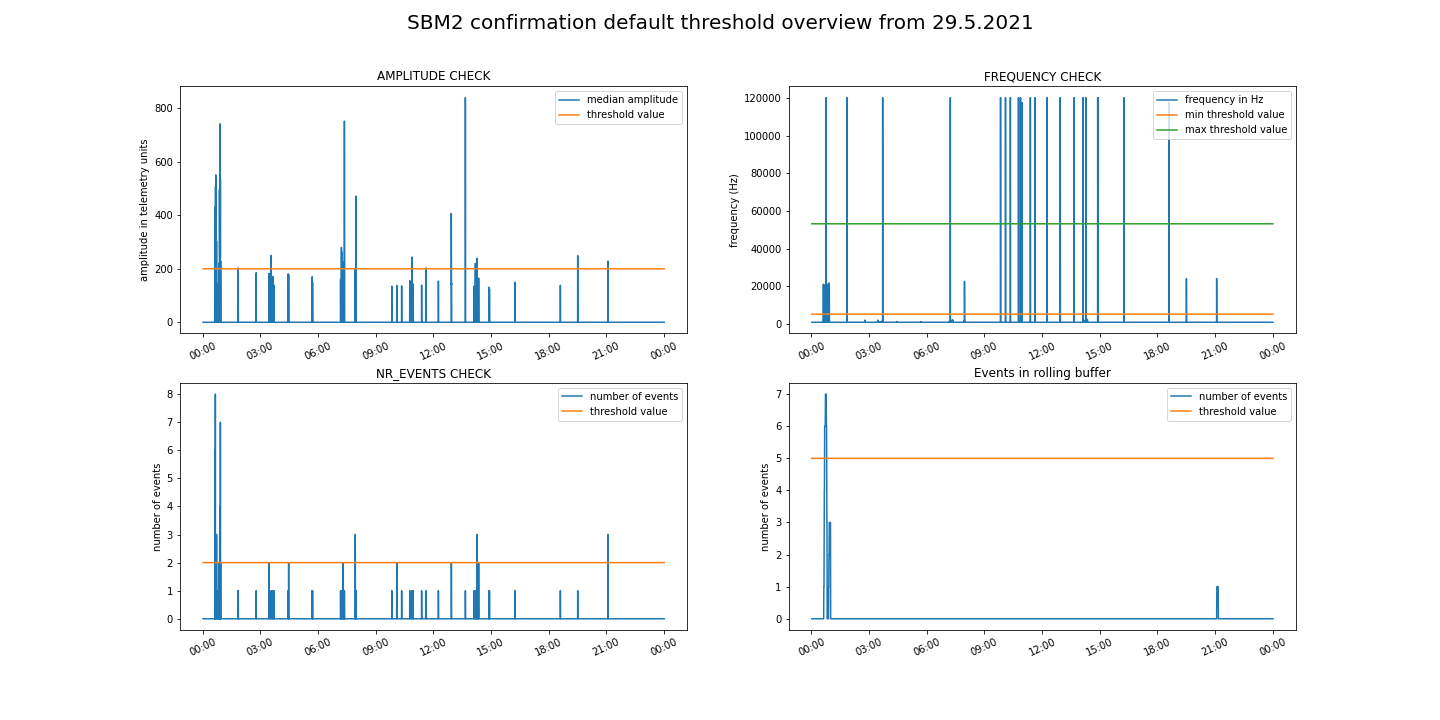 SBM2 confirmation default threshold overview from 29.5.2021
AMPLITUDE CHECK
amplitude in telemetry units
800
600
400
200
0
median amplitude
threshold value
00:00 03:00 06:00 09:00 12:00 15:00 18:00 21:00 00:00
FREQUENCY CHECK
frequency (Hz)
120000
100000
80000
60000
40000
20000
0
frequency in Hz
min threshold value
max threshold value
00:00 03:00 06:00 09:00 12:00 15:00 18:00 21:00 00:00
NR_EVENTS CHECK
number of events
8
7
6
5
4
3
2
1
0
number of events
threshold value
00:00 03:00 06:00 09:00 12:00 15:00 18:00 21:00 00:00
Events in rolling buffer
number of events
7
6
5
4
3
2
1
0
number of events
threshold value
00:00 03:00 06:00 09:00 12:00 15:00 18:00 21:00 00:00